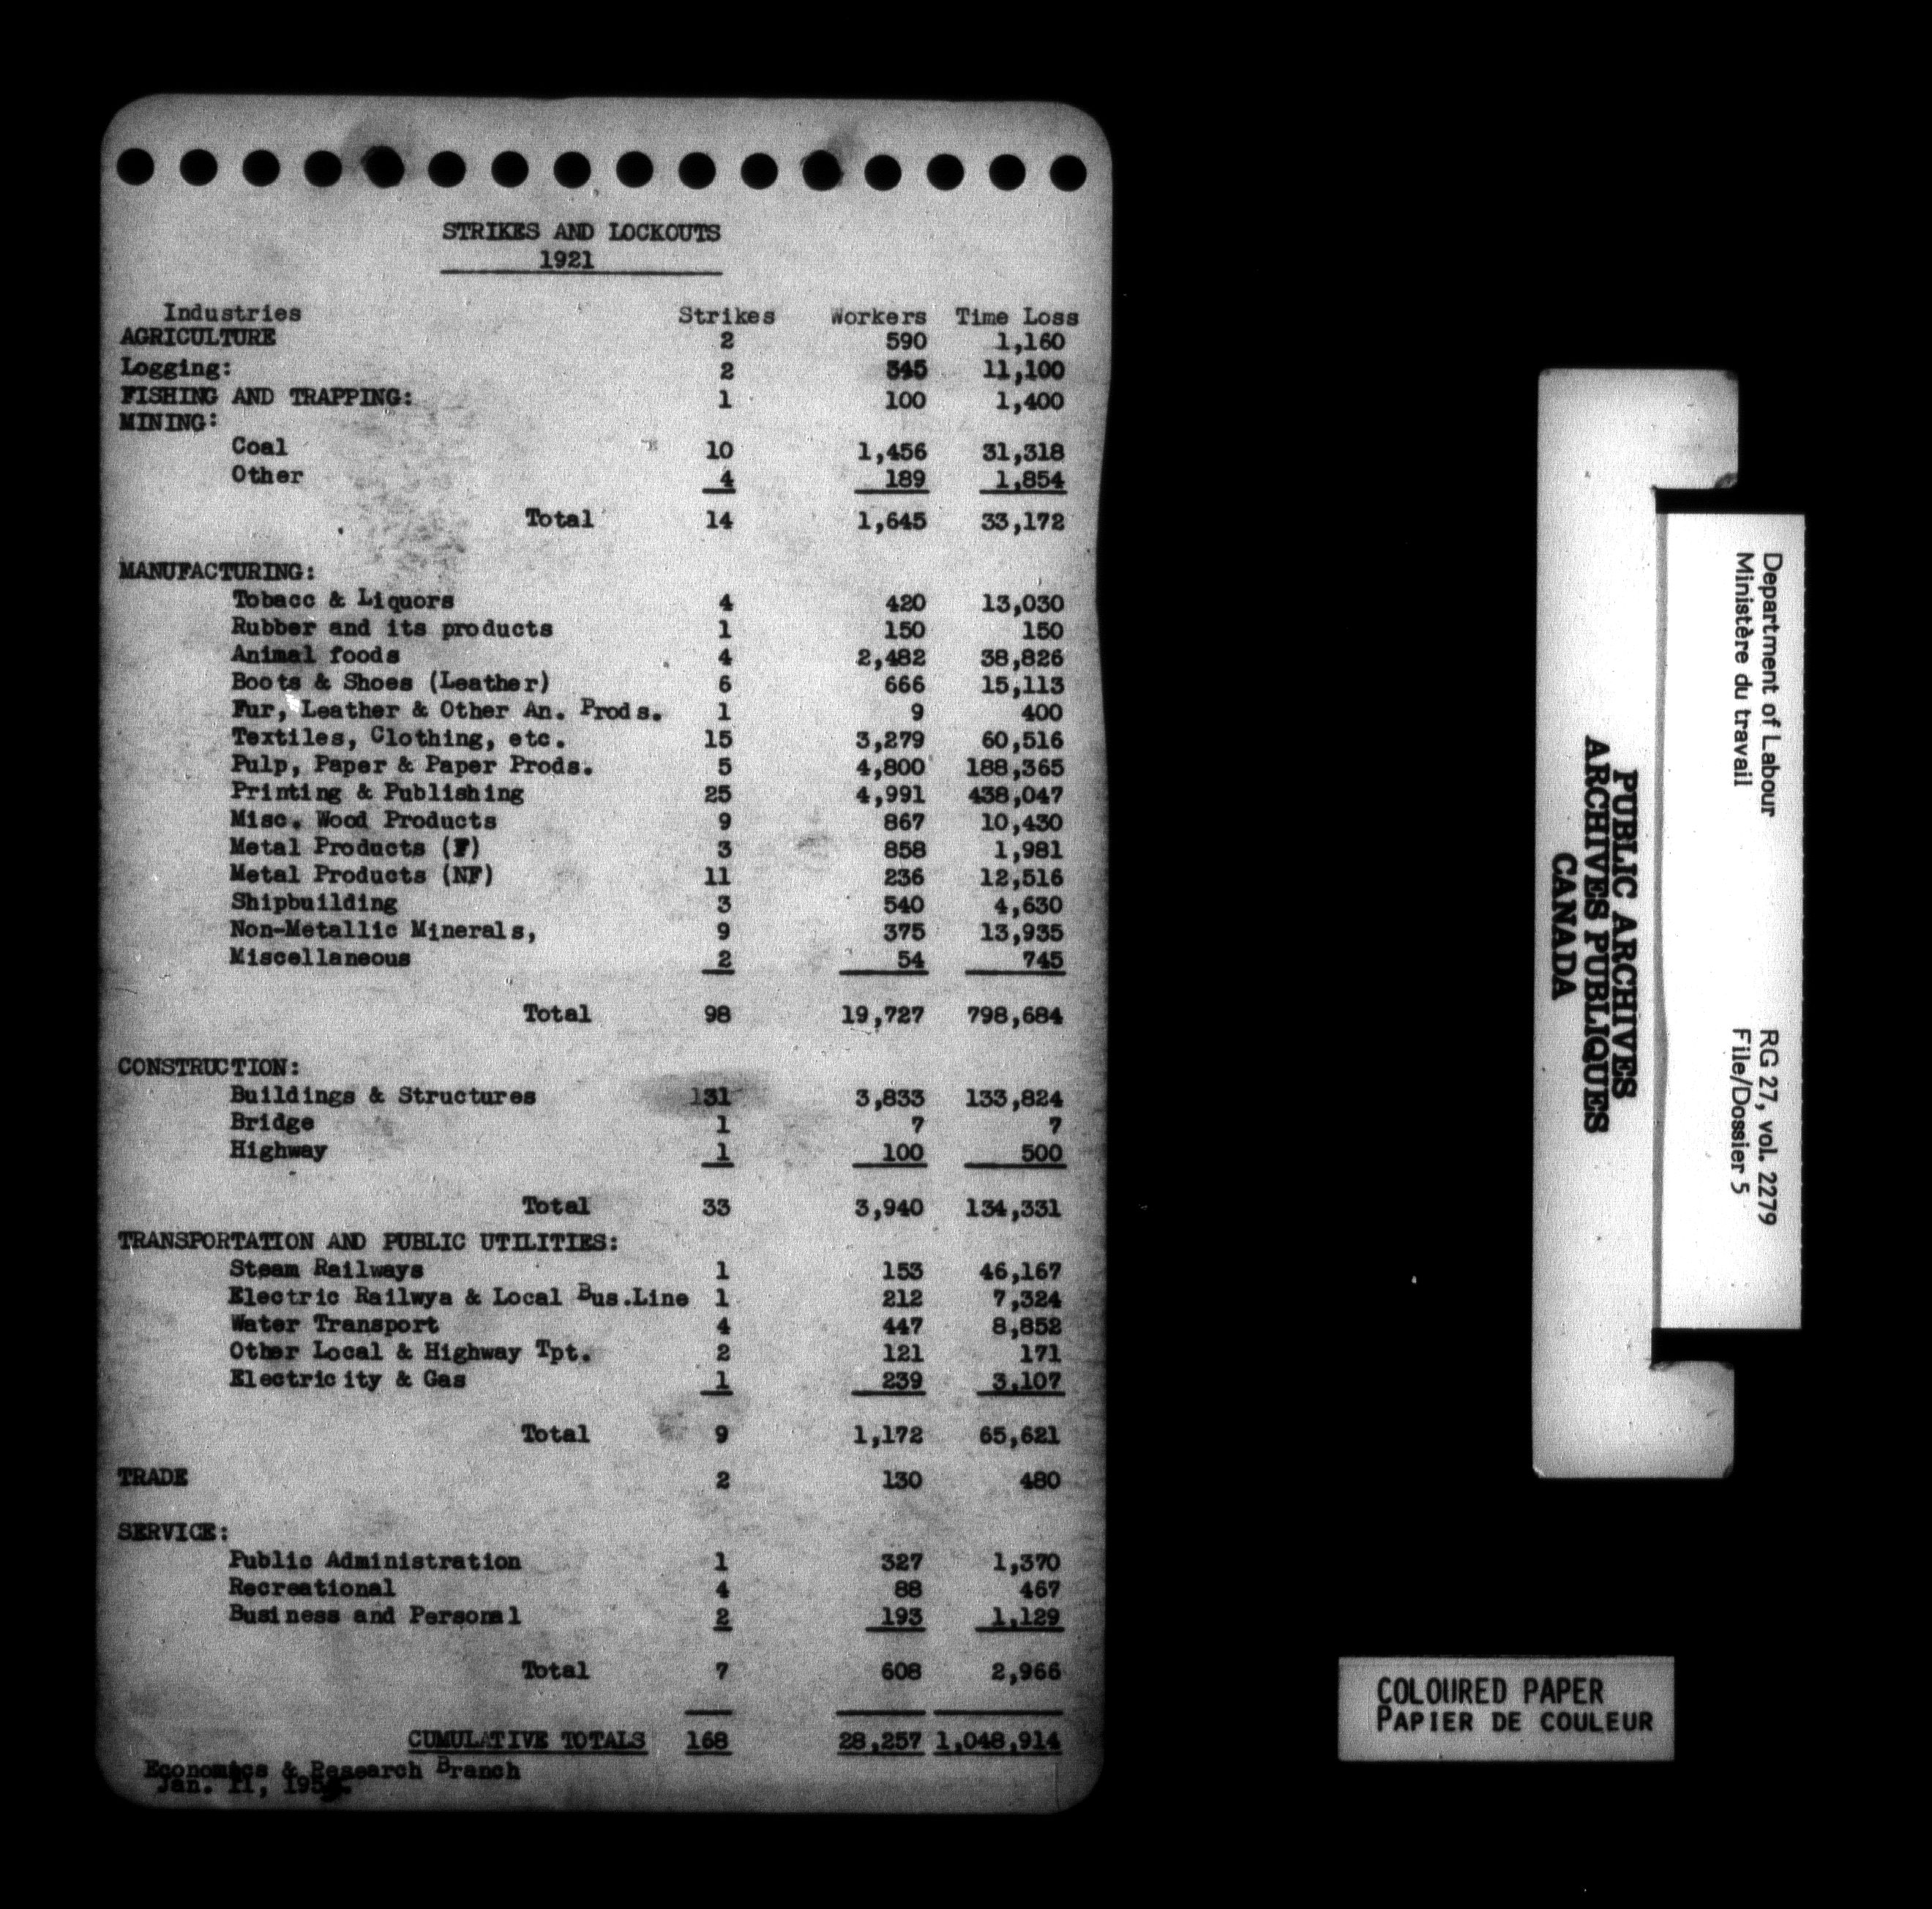 STRIKES AND LOCKOUTS
1921
Industries Strikes Workers Time Loss
AGRICULTURE 2 590 1,160
Logging: 2 345 11,100
FISHING AND TRAPPING: 1 100 1,400
MINING:
Coal 10 1,456 31,318
Other 4 189 1,854
Total 14 1,645 33,172
MANUFACTURING:
Tobacc & Liquors 4 420 13,030
Rubber and its products 1 150 150
Animal foods 4 2,482 38,826
Boots & Shoes (Leather) 6 666 15,113
Fur, Leather & Other An. Prods. 1 9 400
Textiles, Clothing, etc. 15 3,279 60,516
Pulp, Paper & Paper Prods. 5 4,800 188,365
Printing & Publishing 25 4,991 438,047
Misc. Wood Products 9 867 10,430
Metal Products (F) 3 858 1,981
Metal Products (NF) 11 236 12,516
Shipbuilding 3 540 4,630
Non-Metallic Minerals, 9 375 13,935
Miscellaneous 2 54 745
Total 98 19,727 798,684
CONSTRUCTION:
Buildings & Structures 131 3,833 133,824
Bridge 1 7 7
Highway 1 100 500
Total 33 3,940 134,331
TRANSPORTATION AND PUBLIC UTILITIES:
Steam Railways 1 153 46,167
Electric Railwya & Local Bus.Line 1 212 7,324
Water Transport 4 447 8,852
Other Local & Highway Tpt. 2 121 171
Electricity & Gas 1 239 3,107
Total 9 1,172 65,621
TRADE 2 130 480
SERVICE:
Public Administration 1 327 1,370
Recreational 4 88 467
Business and Personal 2 193 1,129
Total 7 608 2,966
CUMULATIVE TOTALS 168 28,257 1,048,914
Economics & Research Branch
Jan. 11,
Department of Labour
Ministère du travail
RG 27, vol. 2279
File/Dossier 5
PUBLIC ARCHIVES
ARCHIVES PUBLIQUES
CANADA
COLOURED PAPER
PAPIER DE COULEUR